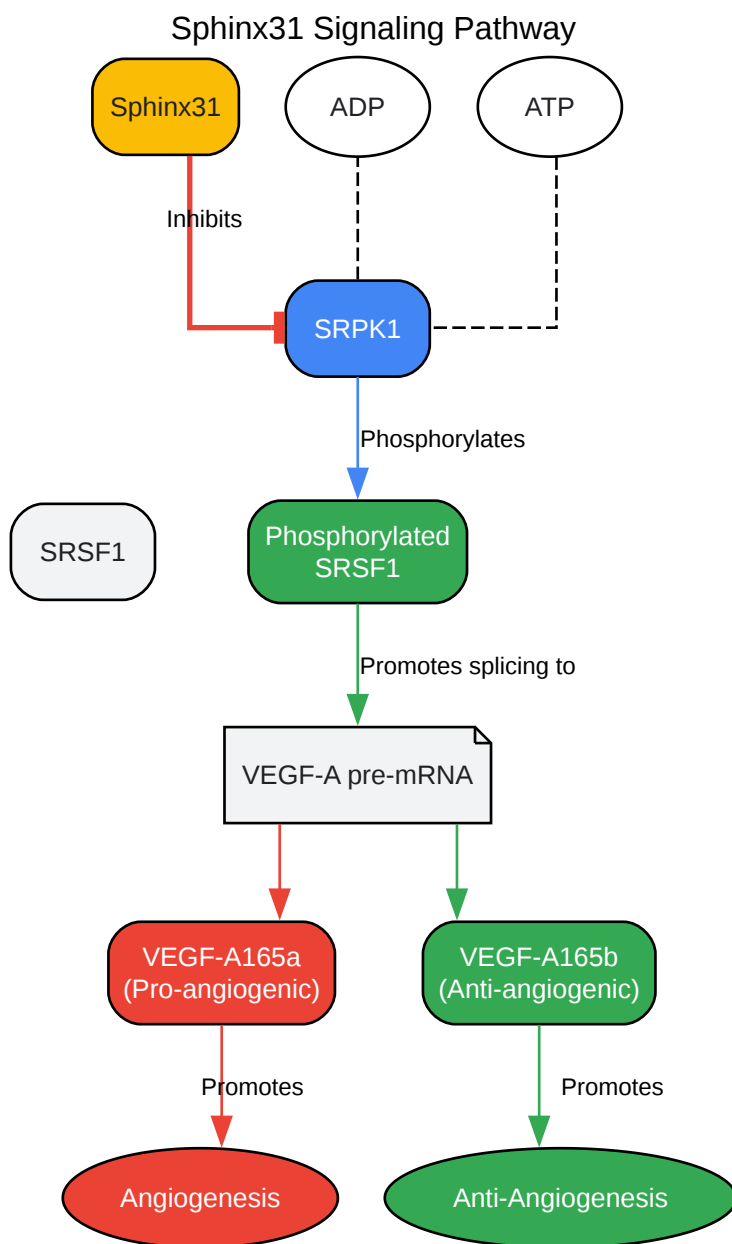 Sphinx31 Signaling Pathway
Sphinx31
ADP
ATP
Inhibits
SRPK1
Phosphorylates
SRSF1
Phosphorylated
SRSF1
Promotes splicing to
VEGF-A pre-mRNA
VEGF-A165a
(Pro-angiogenic)
VEGF-A165b
(Anti-angiogenic)
Promotes
Promotes
Angiogenesis
Anti-Angiogenesis